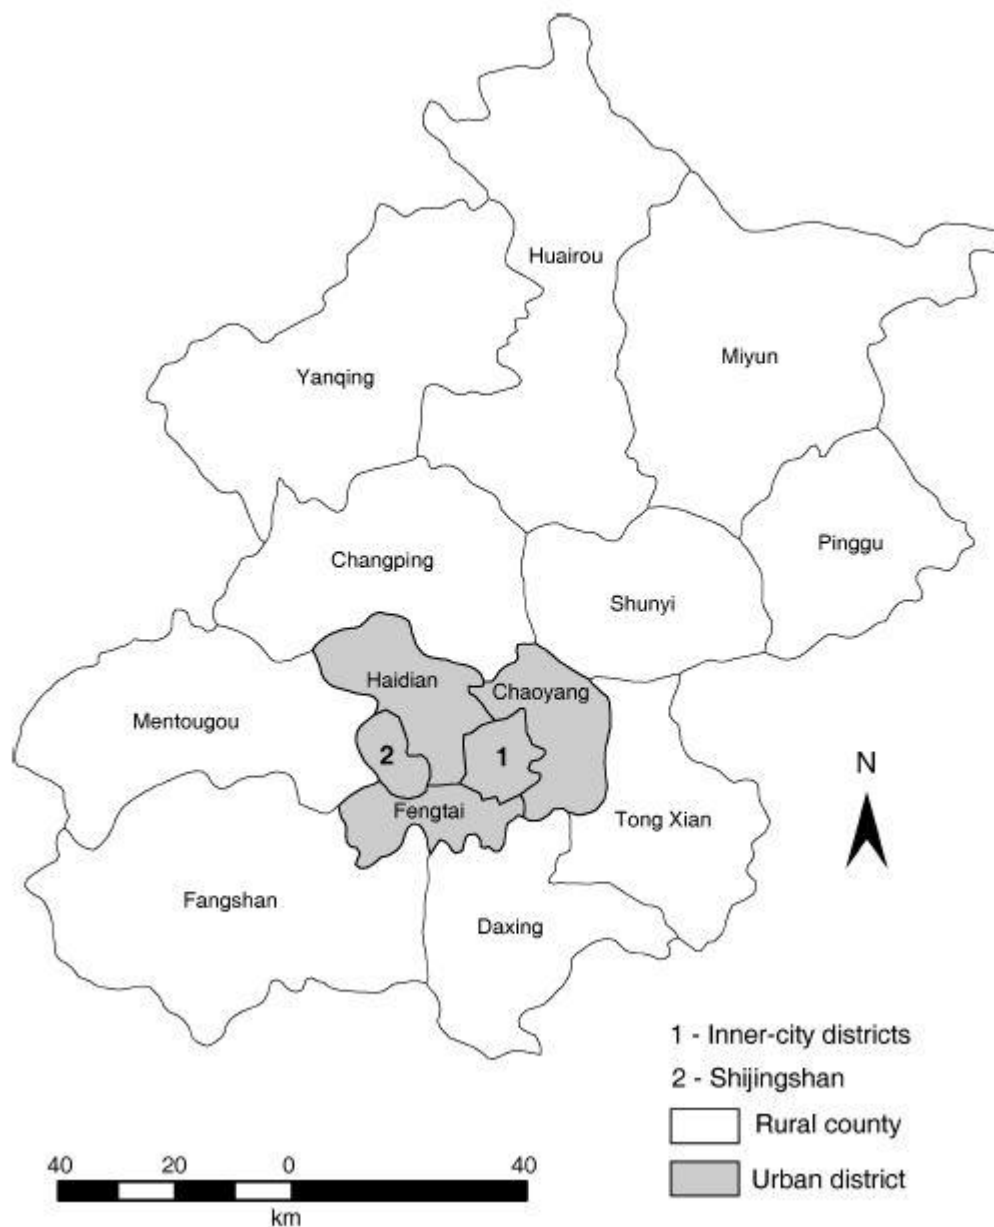 Huairou
Miyun
Yanqing
Pinggu
Changping
Shunyi
Haidian
Chaoyang
Mentougou
2
1
N
Fengtai
Tong Xian
Fangshan
Daxing
1 - Inner-city districts
2 - Shijingshan
Rural county
Urban district
40 20 0 40
km